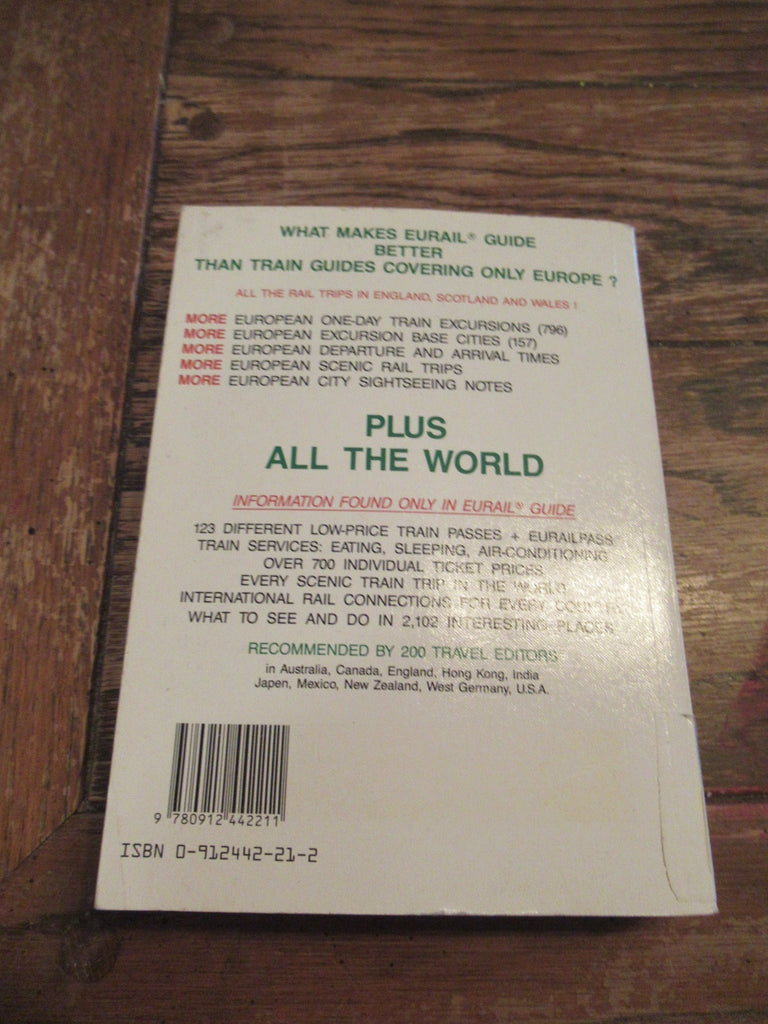 WHAT MAKES EURAIL® GUIDE
BETTER
THAN TRAIN GUIDES COVERING ONLY EUROPE ?
ALL THE RAIL TRIPS IN ENGLAND, SCOTLAND AND WALES !
MORE EUROPEAN ONE-DAY TRAIN EXCURSIONS (796)
MORE EUROPEAN EXCURSION BASE CITIES (157)
MORE EUROPEAN DEPARTURE AND ARRIVAL TIMES
MORE EUROPEAN SCENIC RAIL TRIPS
MORE EUROPEAN CITY SIGHTSEEING NOTES
PLUS
ALL THE WORLD
INFORMATION FOUND ONLY IN EURAIL® GUIDE
123 DIFFERENT LOW-PRICE TRAIN PASSES + EURAILPASS
TRAIN SERVICES: EATING, SLEEPING, AIR-CONDITIONING
OVER 700 INDIVIDUAL TICKET PRICES
EVERY SCENIC TRAIN TRIP IN THE WORLD
INTERNATIONAL RAIL CONNECTIONS FOR EVERY COUNTRY
WHAT TO SEE AND DO IN 2,102 INTERESTING PLACES
RECOMMENDED BY 200 TRAVEL EDITORS
in Australia, Canada, England, Hong Kong, India
Japen, Mexico, New Zealand, West Germany, U.S.A.
9 780912 442211
ISBN 0-912442-21-2